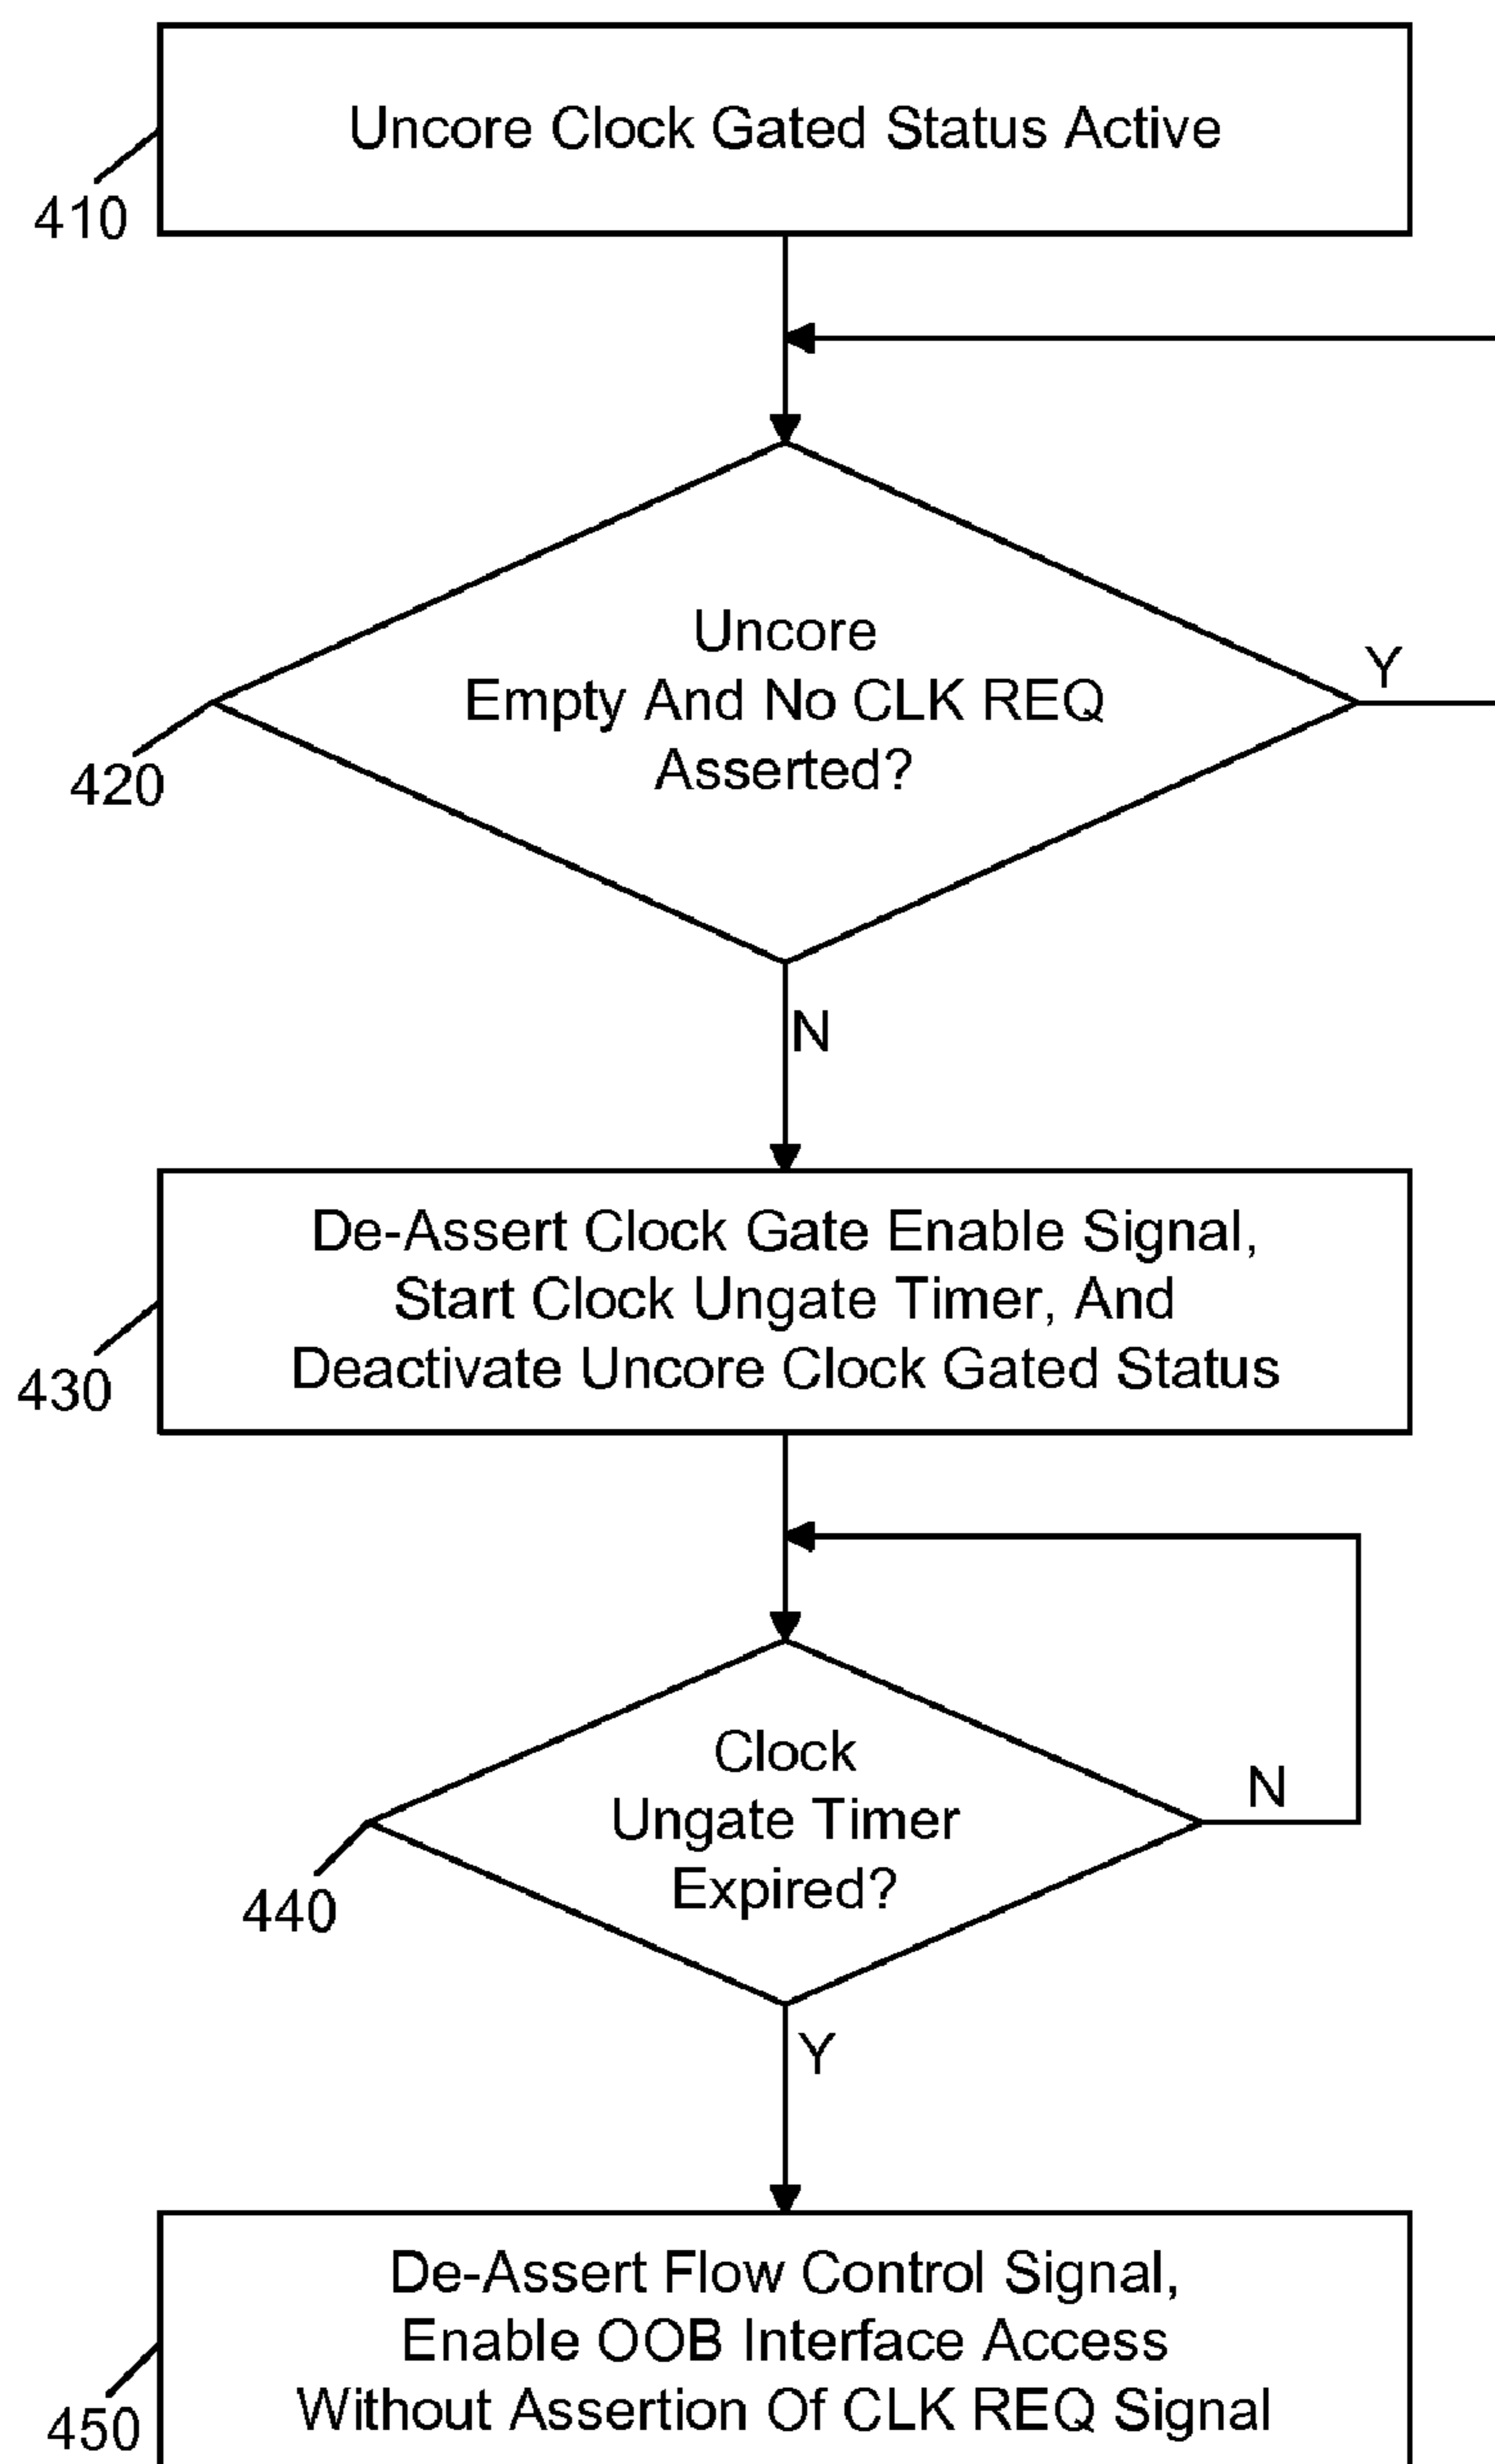 Uncore Clock Gated Status Active
410
Uncore
Empty And No CLK REQ
Asserted?
Y
420
N
De-Assert Clock Gate Enable Signal,
Start Clock Ungate Timer, And
Deactivate Uncore Clock Gated Status
430
Clock
Ungate Timer
Expired?
N
440
Y
De-Assert Flow Control Signal,
Enable OOB Interface Access
Without Assertion Of CLK REQ Signal
450